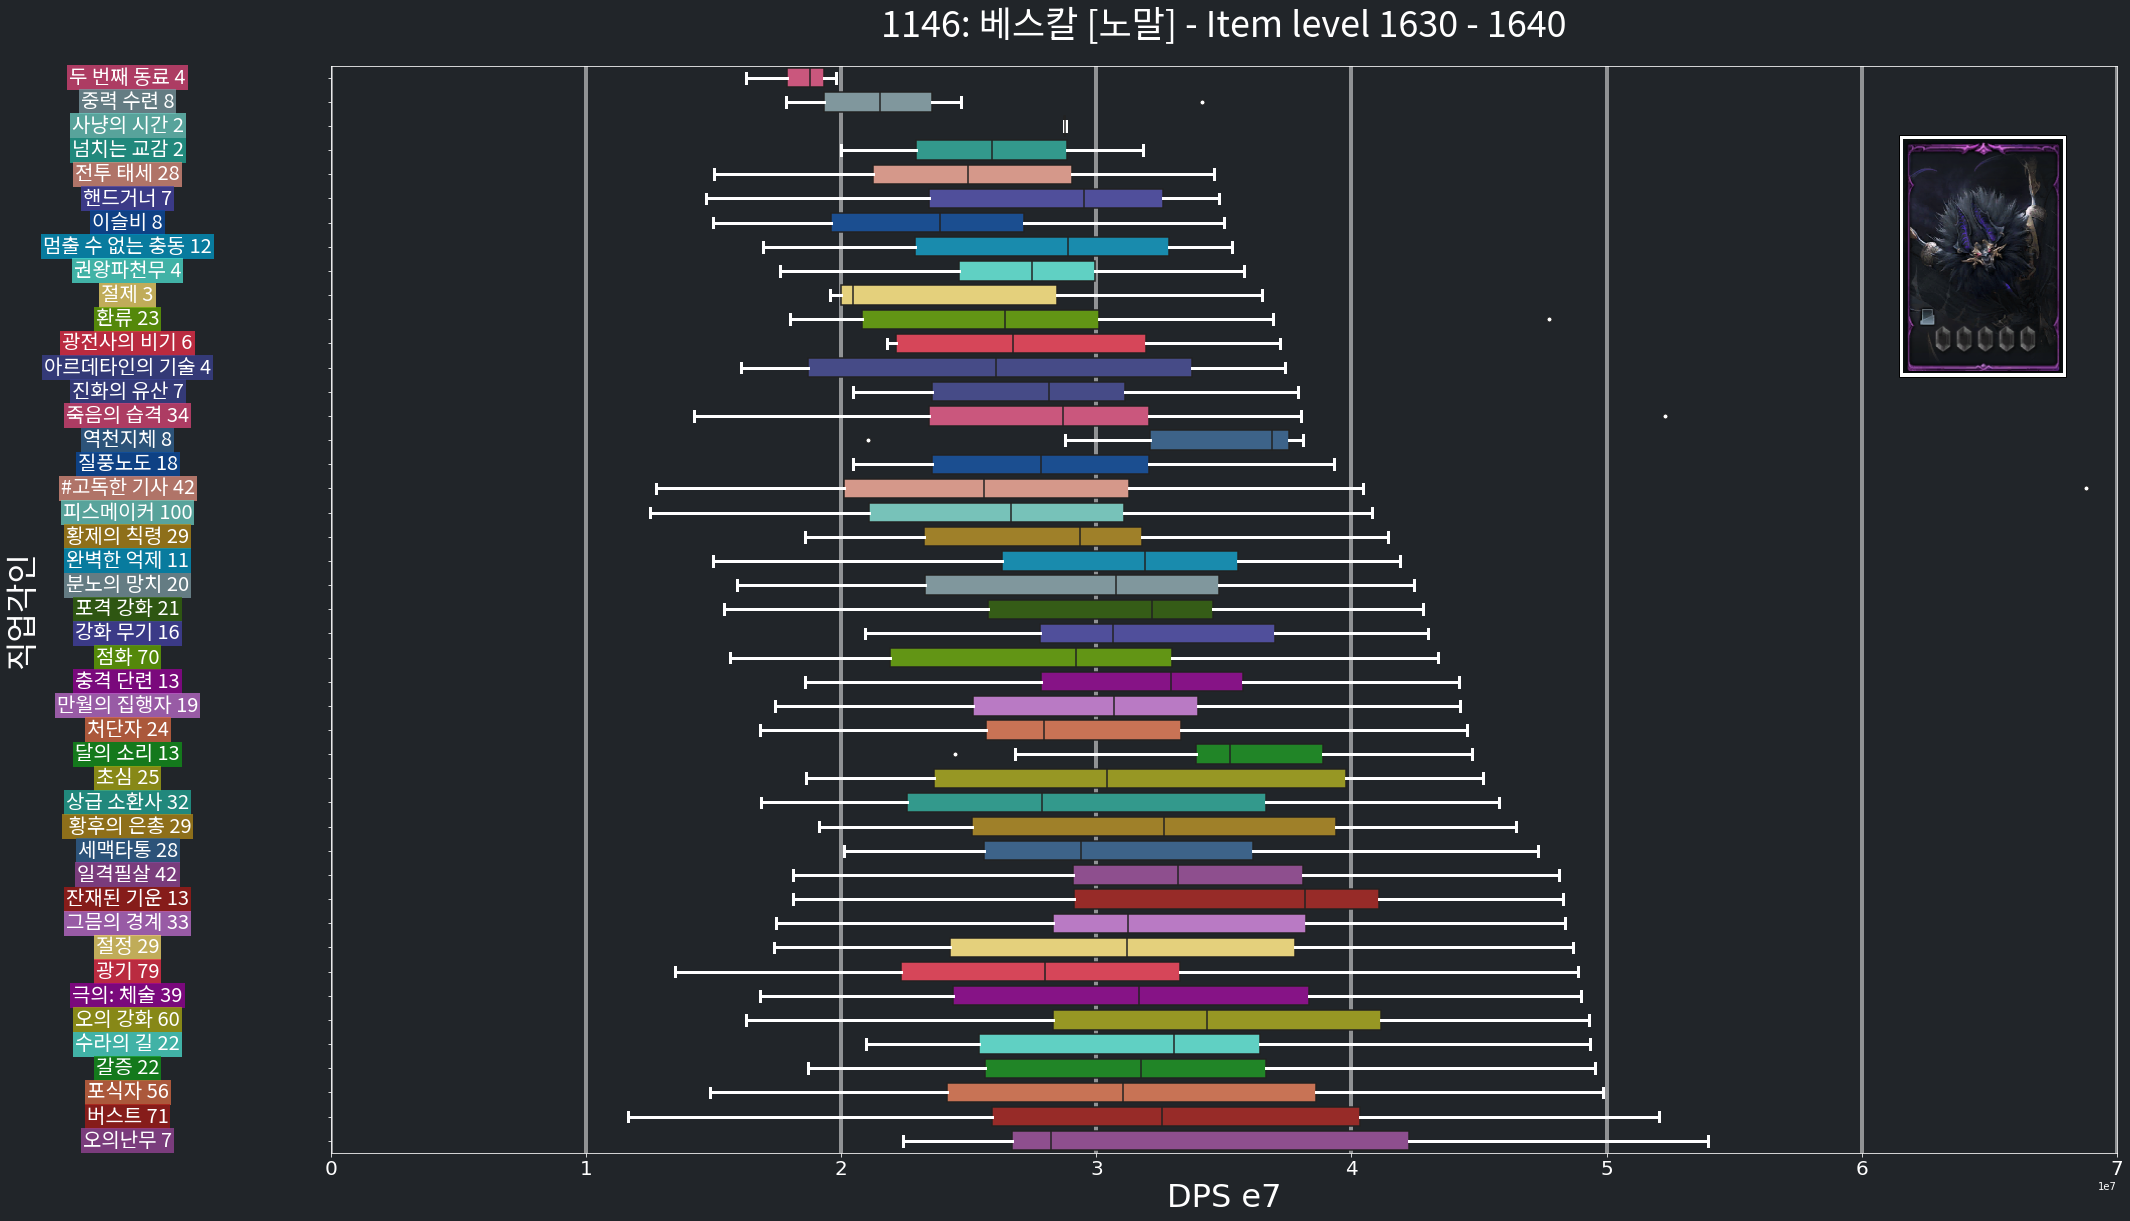 1146: 베스칼 [노말] - Item level 1630 - 1640
두 번째 동료 4
중력 수련 8
사냥의 시간 2
넘치는 교감 2
전투 태세 28
핸드거너 7
이슬비 8
멈출 수 없는 충동 12
권왕파천무 4
절제 3
환류 23
광전사의 비기 6
아르데타인의 기술 4
진화의 유산 7
죽음의 습격 34
역천지체 8
질풍노도 18
#고독한 기사 42
피스메이커 100
황제의 칙령 29
완벽한 억제 11
분노의 망치 20
포격 강화 21
강화 무기 16
점화 70
충격 단련 13
만월의 집행자 19
처단자 24
달의 소리 13
초심 25
상급 소환사 32
황후의 은총 29
세맥타통 28
일격필살 42
잔재된 기운 13
그믐의 경계 33
절정 29
광기 79
극의: 체술 39
오의 강화 60
수라의 길 22
갈증 22
포식자 56
버스트 71
오의난무 7
직업각인
0 1 2 3 4 5 6 7
1e7
DPS e7